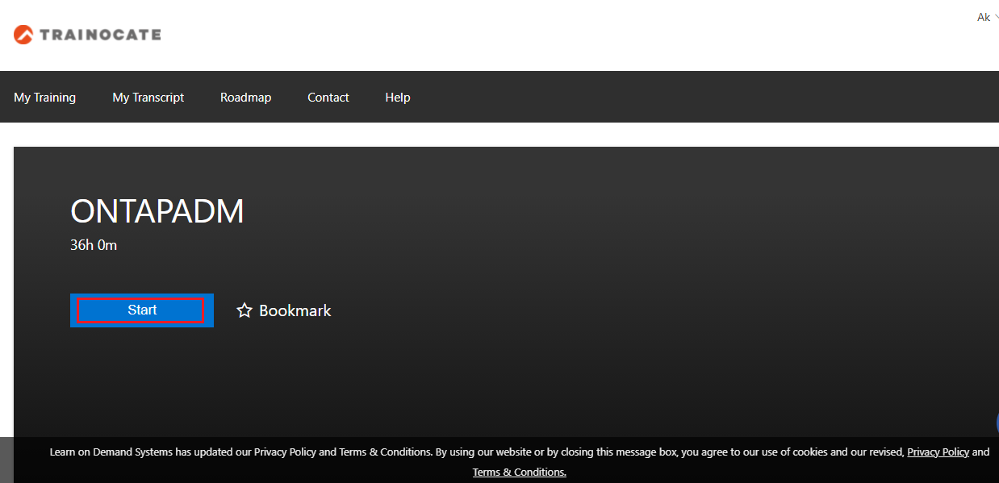 Ak
TRAINOCATE
My Training My Transcript Roadmap Contact Help
ONTAPADM
36h 0m
Start Bookmark
Learn on Demand Systems has updated our Privacy Policy and Terms & Conditions. By using our website or by closing this message box, you agree to our use of cookies and our revised, Privacy Policy and
Terms & Conditions.